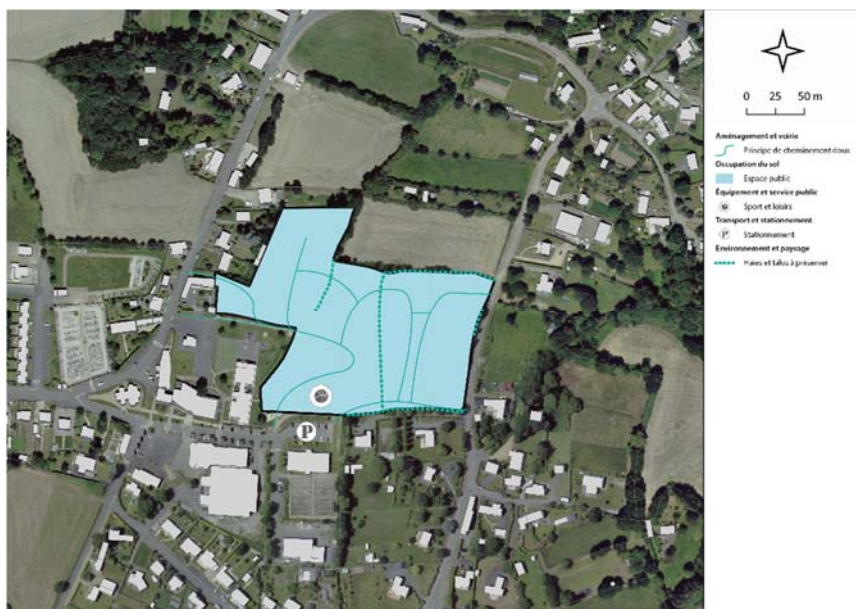 0 25 50 m
Aménagement et voirie
Principe de cheminement doux
Occupation du sol
Espace public
Équipement et service public
Sport et loisirs
Transport et stationnement
P Stationnement
Environnement et paysage
Haies et talus à préserver
P